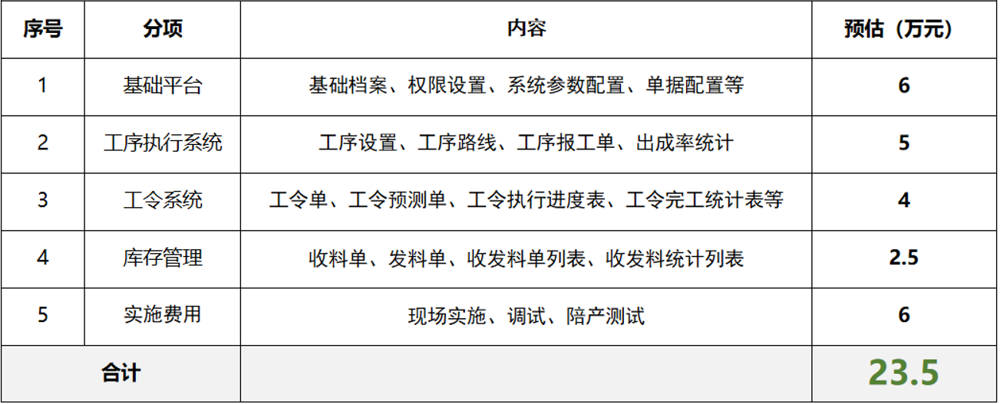 序号 分项 内容 预估（万元）
1 基础平台 基础档案、权限设置、系统参数配置、单据配置等 6
2 工序执行系统 工序设置、工序路线、工序报工单、出成率统计 5
3 工令系统 工令单、工令预测单、工令执行进度表、工令完工统计表等 4
4 库存管理 收料单、发料单、收发料单列表、收发料统计列表 2.5
5 实施费用 现场实施、调试、陪产测试 6
合计 23.5